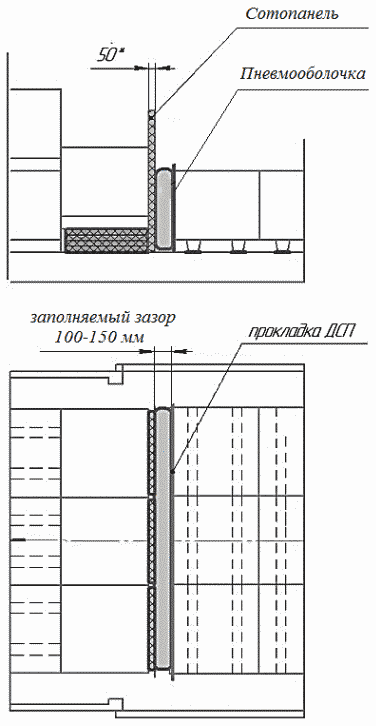 Сотопанель
50*
Пневмооболочка
заполняемый зазор
100-150 мм
прокладка ДСП